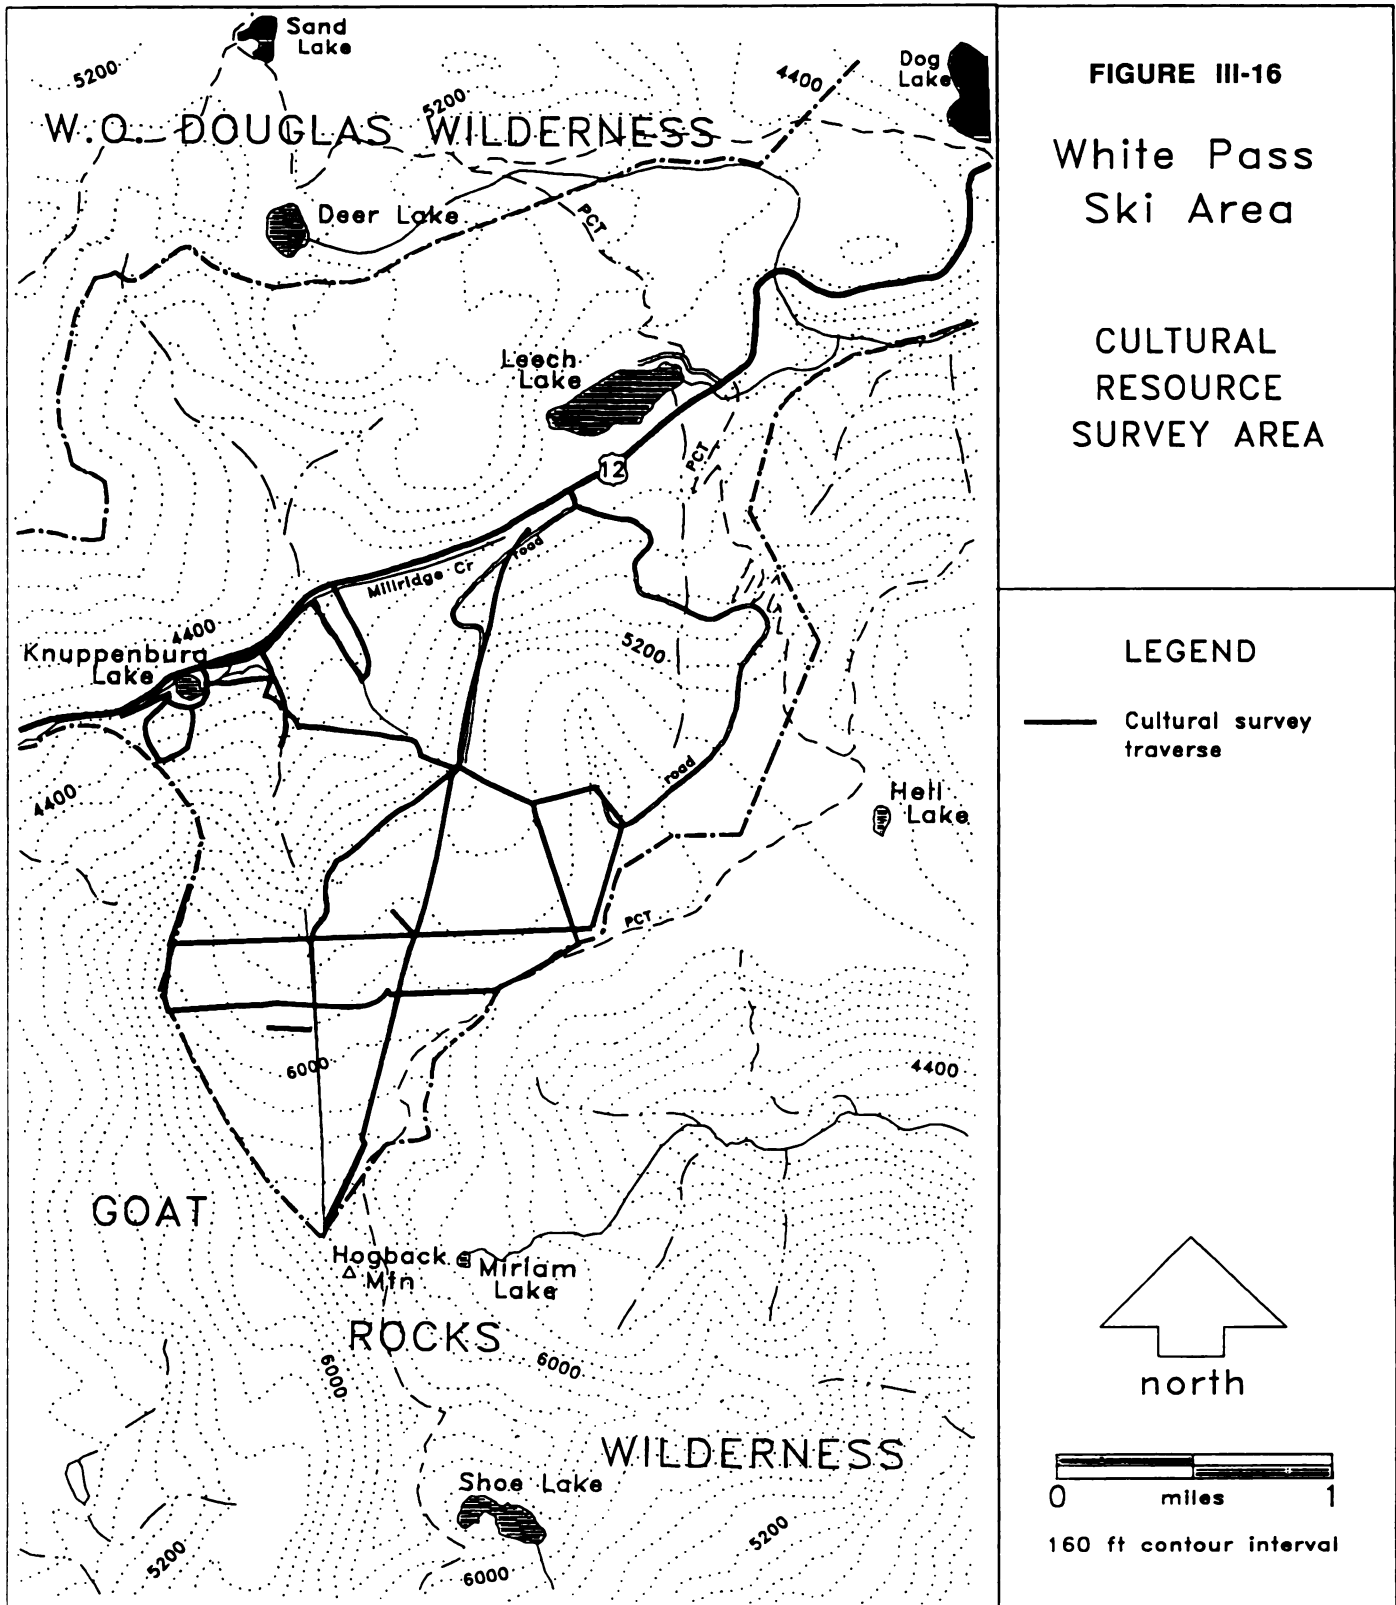 Sand
Lake
5200
Dog
Lake
4400
5200
W.O. DOUGLAS WILDERNESS
Deer Lake
PCT
Leech
Lake
12
PCT
road
Millridge Cr
4400
Knuppenburg
Lake
5200
road
4400
Hell
Lake
PCT
6000
4400
GOAT
Hogback
Mtn
Miriam
Lake
ROCKS
6000
6000
WILDERNESS
Shoe Lake
5200
5200
6000
FIGURE III-16
White Pass
Ski Area
CULTURAL
RESOURCE
SURVEY AREA
LEGEND
Cultural survey
traverse
north
0 miles 1
160 ft contour interval